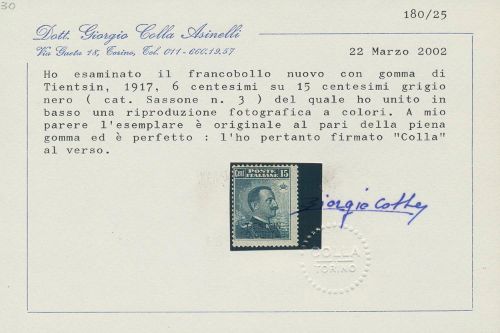 30
180/25
Dott. Giorgio Colla Asinelli
Via Gaeta 18, Torino, Tel. 011-660.19.57
22 Marzo 2002
Ho esaminato il francobollo nuovo con gomma di
Tientsin, 1917, 6 centesimi su 15 centesimi grigio
nero ( cat. Sassone n. 3 ) del quale ho unito in
basso una riproduzione fotografica a colori. A mio
parere l'esemplare è originale al pari della piena
gomma ed è perfetto : l'ho pertanto firmato "Colla"
al verso.
POSTE
Cent ITALIANE 15
Giorgio Colla
COLLA
TORINO